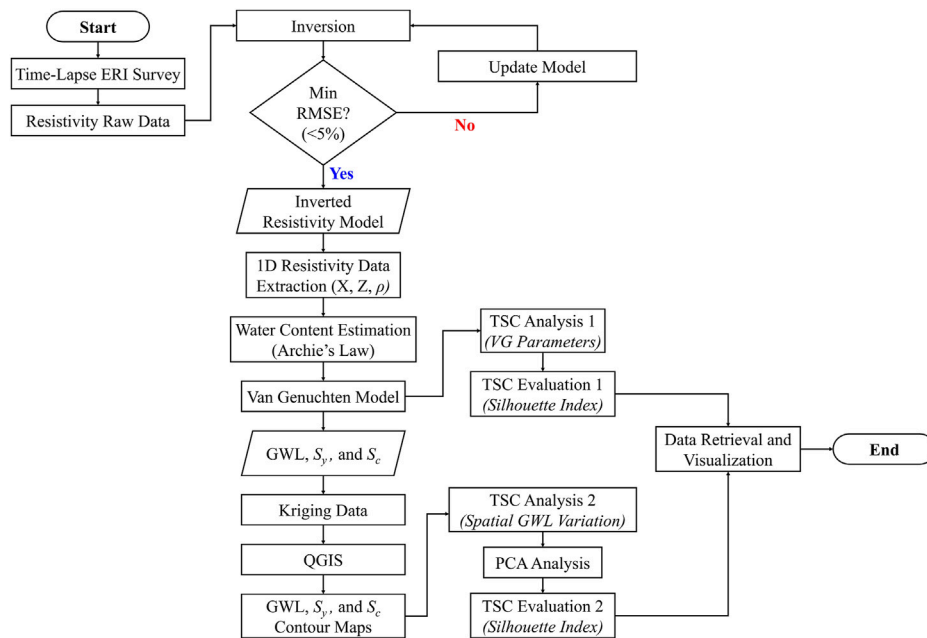 Start
Time-Lapse ERI Survey
Resistivity Raw Data
Inversion
Update Model
Min
RMSE?
(<5%)
No
Yes
Inverted
Resistivity Model
1D Resistivity Data
Extraction (X, Z, ρ)
Water Content Estimation
(Archie's Law)
Van Genuchten Model
GWL, Sy, and Sc
Kriging Data
QGIS
GWL, Sy, and Sc
Contour Maps
TSC Analysis 1
(VG Parameters)
TSC Evaluation 1
(Silhouette Index)
TSC Analysis 2
(Spatial GWL Variation)
PCA Analysis
TSC Evaluation 2
(Silhouette Index)
Data Retrieval and
Visualization
End